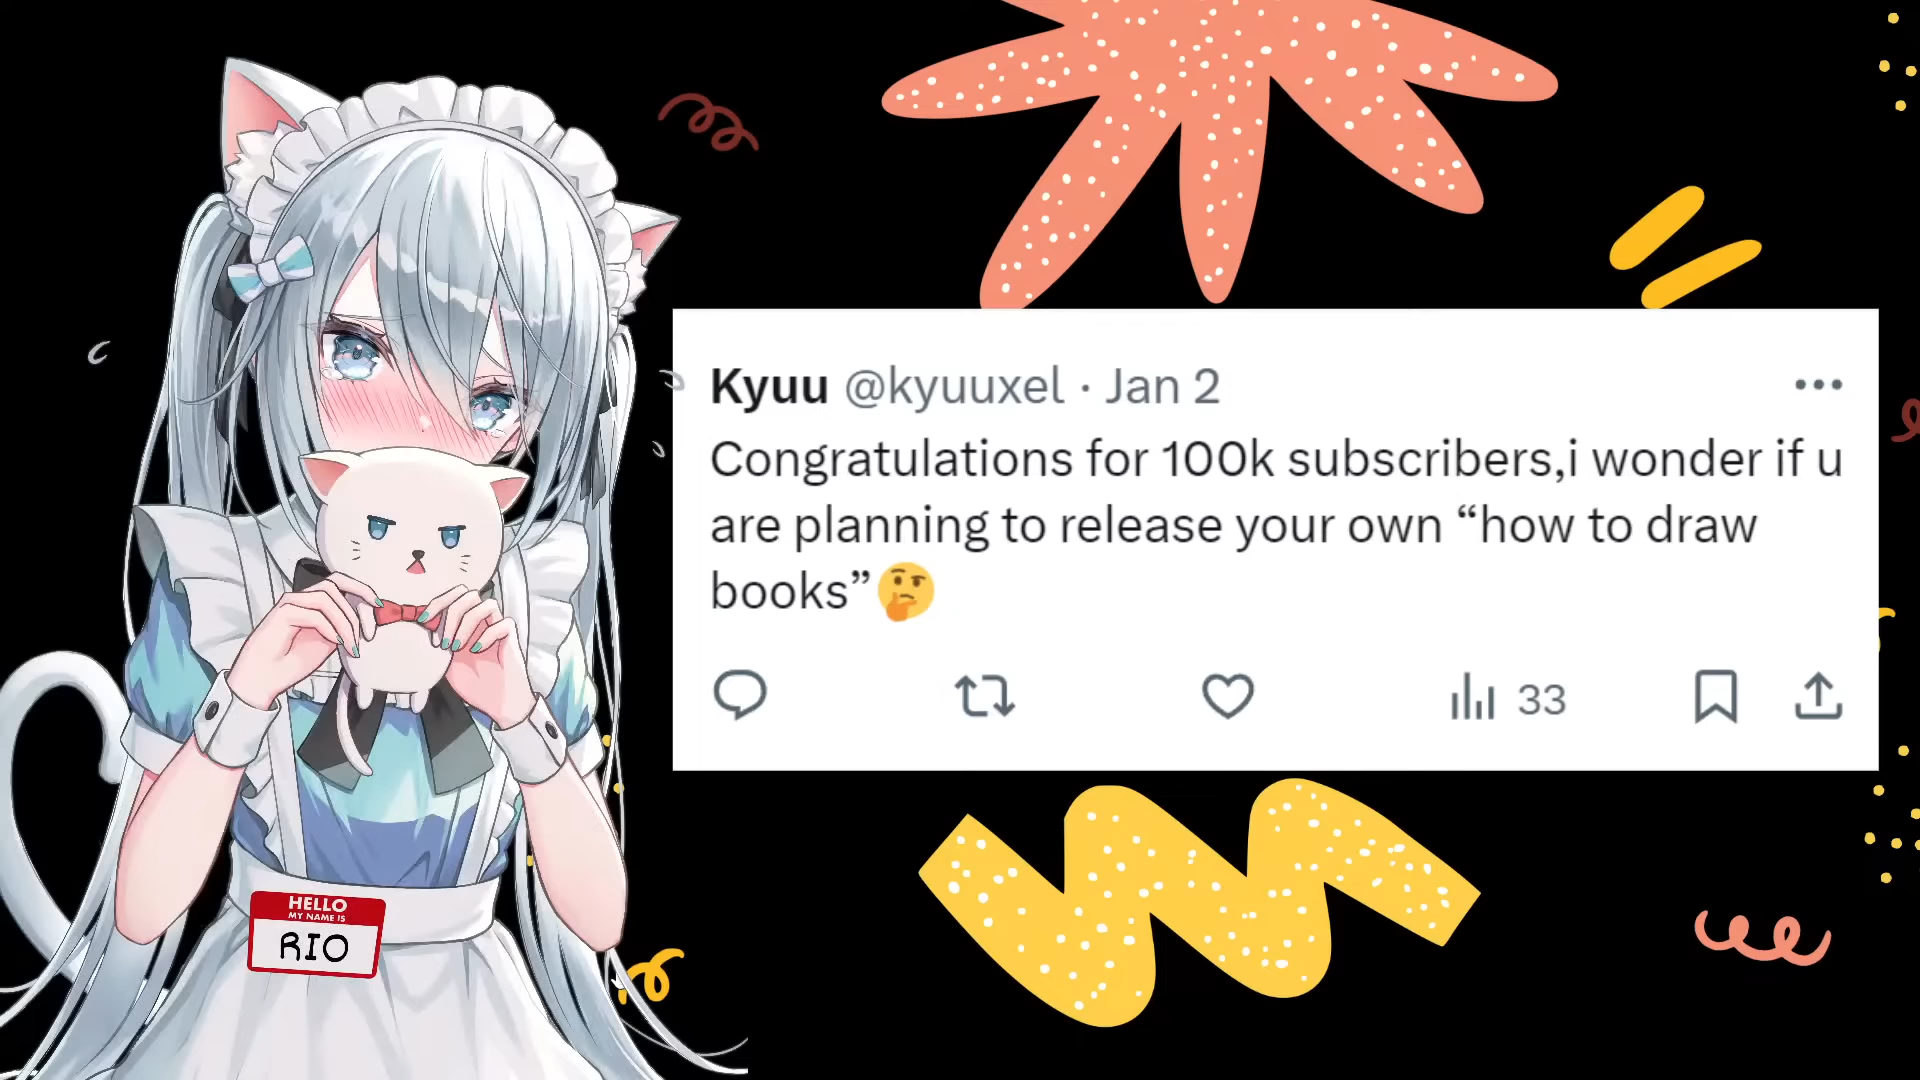 Kyuu @kyuuxel · Jan 2
Congratulations for 100k subscribers,i wonder if u
are planning to release your own “how to draw
books”🤔
33
HELLO
MY NAME IS
RIO